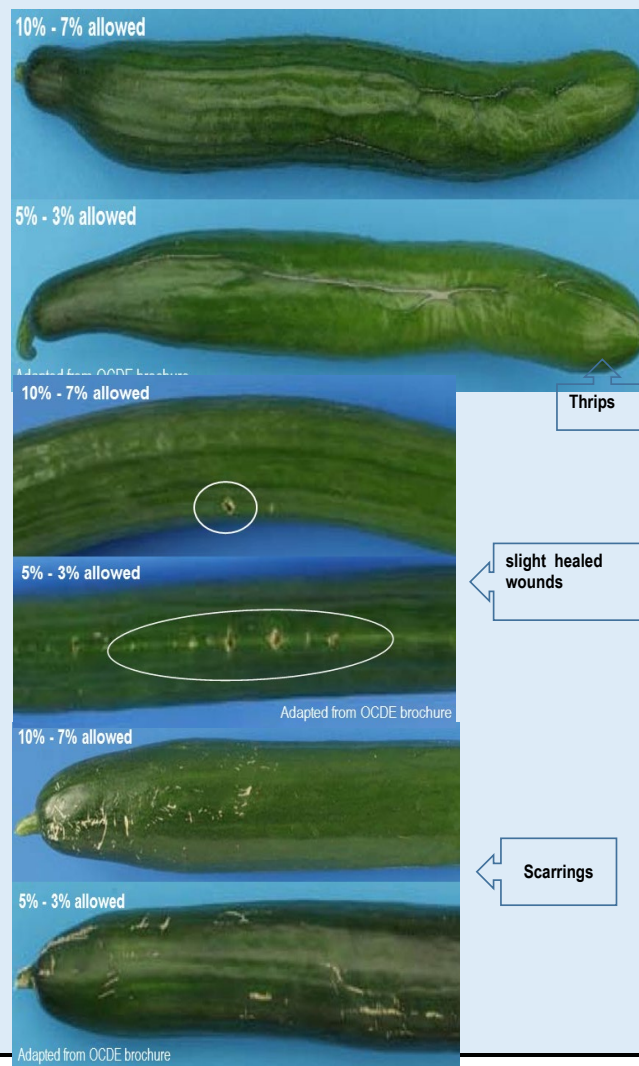 10% - 7% allowed
5% - 3% allowed
Adapted from OCDE brochure
Thrips
10% - 7% allowed
slight healed
wounds
5% - 3% allowed
Adapted from OCDE brochure
10% - 7% allowed
Scarrings
5% - 3% allowed
Adapted from OCDE brochure